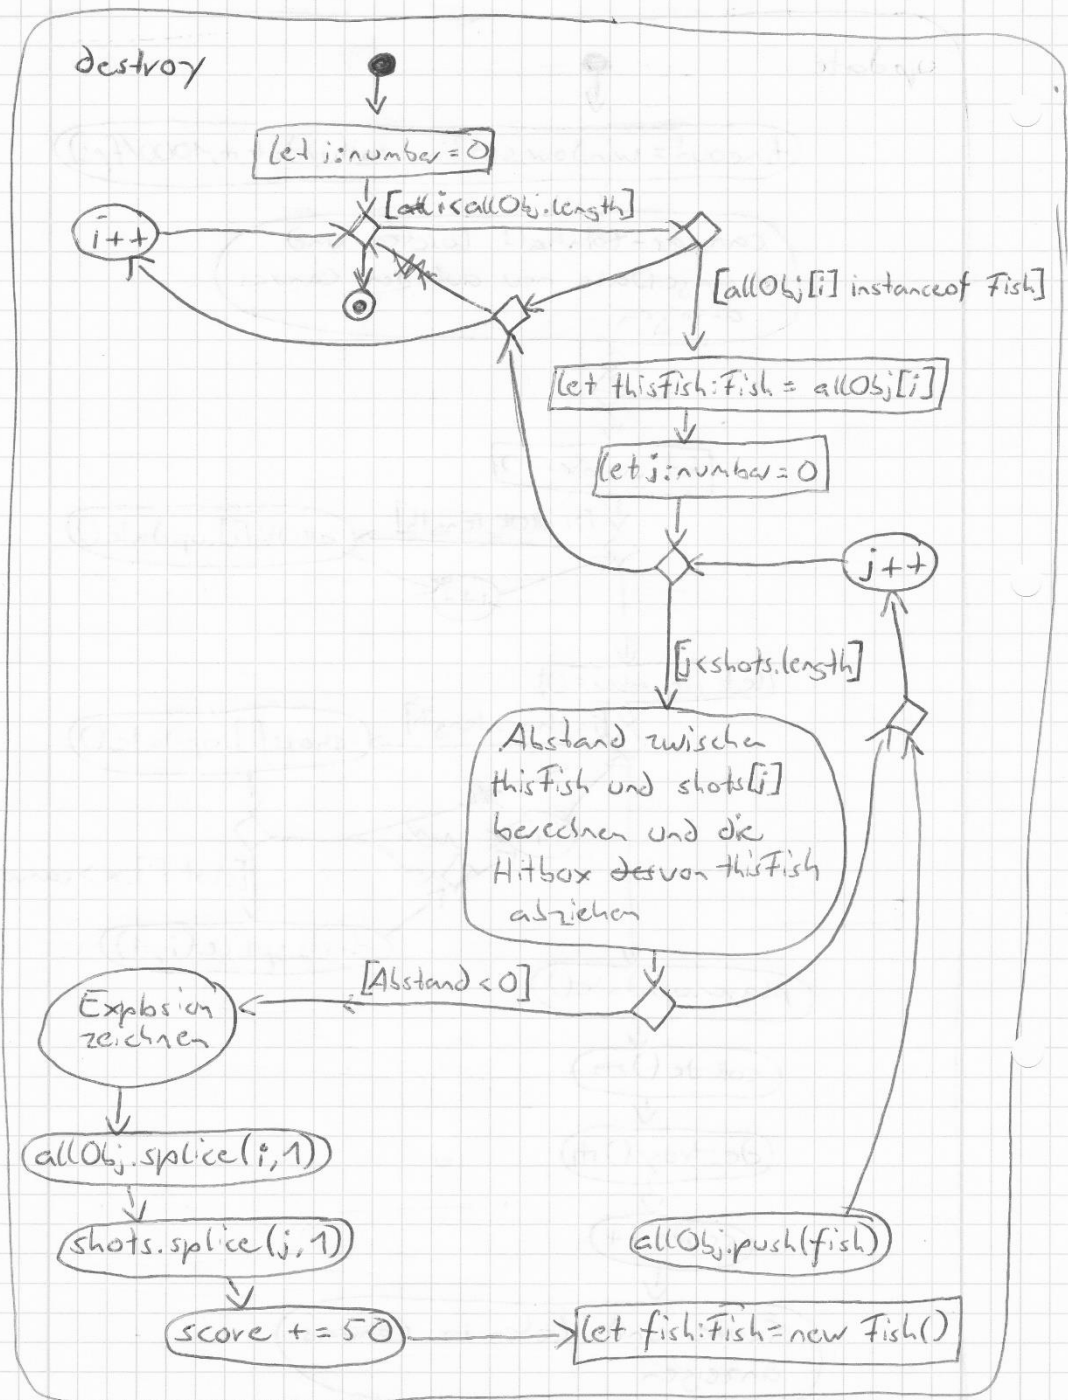 destroy
let i:number=0
[i<allObj.length]
i++
[allObj[i] instanceof Fish]
let thisFish:Fish = allObj[i]
let j:number=0
j++
[j<shots.length]
Abstand zwischen
thisFish und shots[j]
berechnen und die
Hitbox des von thisFish
abziehen
[Abstand<0]
Explosion
zeichnen
allObj.splice(i,1)
shots.splice(j,1)
allObj.push(fish)
score += 50
let fish:Fish=new Fish()